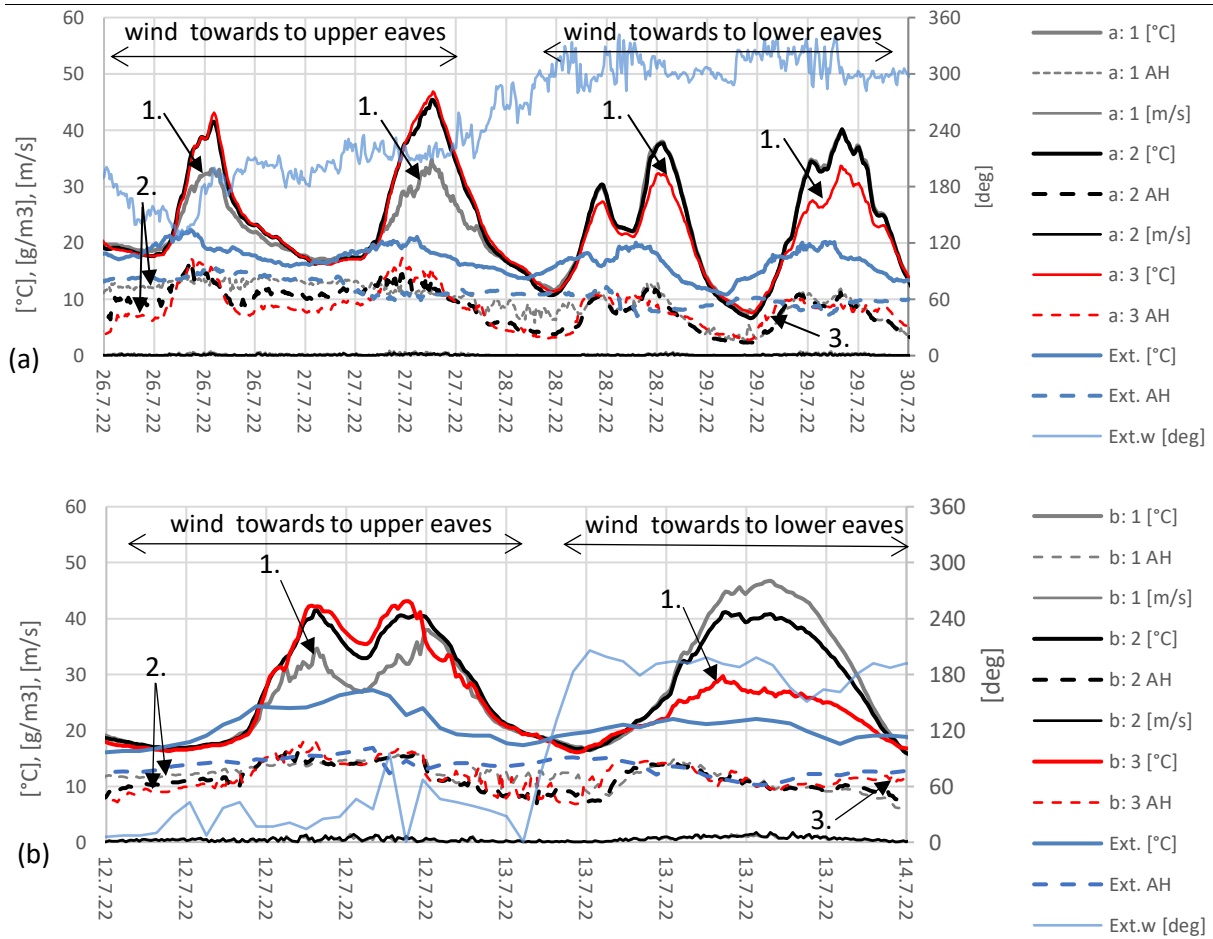 60
50
40
30
20
10
0
[°C], [g/m3], [m/s]
360
300
240
180
120
60
0
[deg]
wind towards to upper eaves
wind towards to lower eaves
1.
1.
1.
1.
2.
3.
(a)
26.7.22
26.7.22
26.7.22
26.7.22
27.7.22
27.7.22
27.7.22
27.7.22
28.7.22
28.7.22
28.7.22
28.7.22
29.7.22
29.7.22
29.7.22
29.7.22
30.7.22
a: 1 [°C]
a: 1 AH
a: 1 [m/s]
a: 2 [°C]
a: 2 AH
a: 2 [m/s]
a: 3 [°C]
a: 3 AH
Ext. [°C]
Ext. AH
Ext.w [deg]
60
50
40
30
20
10
0
[°C], [g/m3], [m/s]
360
300
240
180
120
60
0
[deg]
wind towards to upper eaves
wind towards to lower eaves
1.
1.
2.
3.
(b)
12.7.22
12.7.22
12.7.22
12.7.22
12.7.22
13.7.22
13.7.22
13.7.22
13.7.22
13.7.22
14.7.22
b: 1 [°C]
b: 1 AH
b: 1 [m/s]
b: 2 [°C]
b: 2 AH
b: 2 [m/s]
b: 3 [°C]
b: 3 AH
Ext. [°C]
Ext. AH
Ext.w [deg]